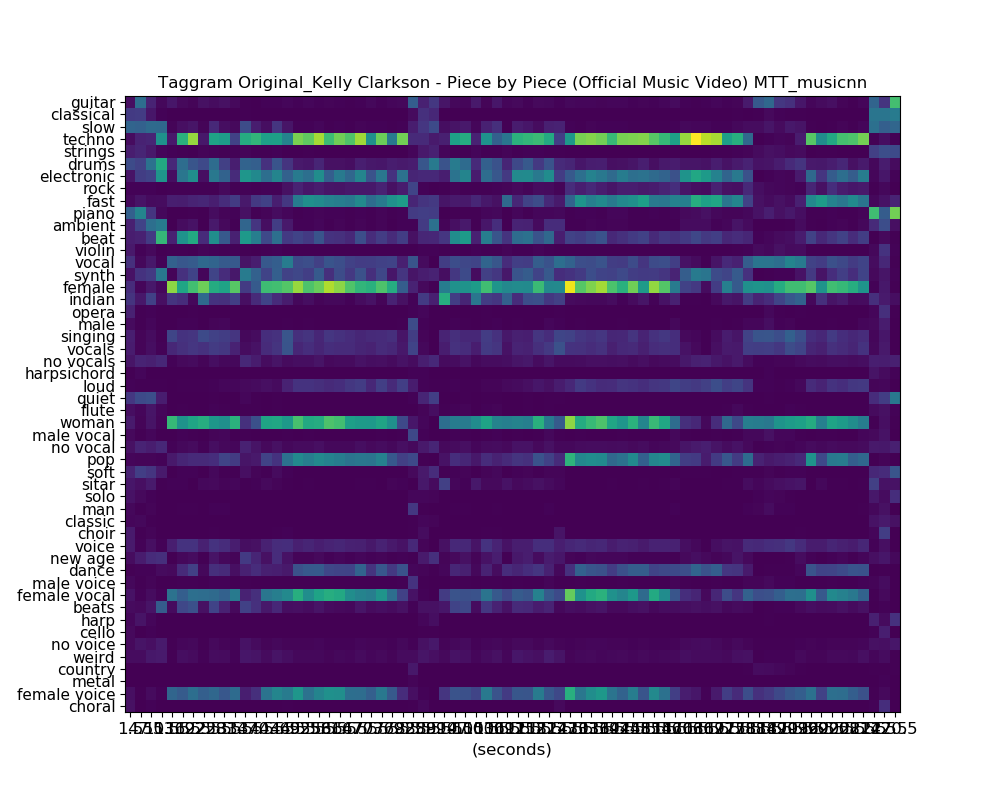 Taggram Original_Kelly Clarkson - Piece by Piece (Official Music Video) MTT_musicnn
guitar
classical
slow
techno
strings
drums
electronic
rock
fast
piano
ambient
beat
violin
vocal
synth
female
indian
opera
male
singing
vocals
no vocals
harpsichord
loud
quiet
flute
woman
male vocal
no vocal
pop
soft
sitar
solo
man
classic
choir
voice
new age
dance
male voice
female vocal
beats
harp
cello
no voice
weird
country
metal
female voice
choral
(seconds)